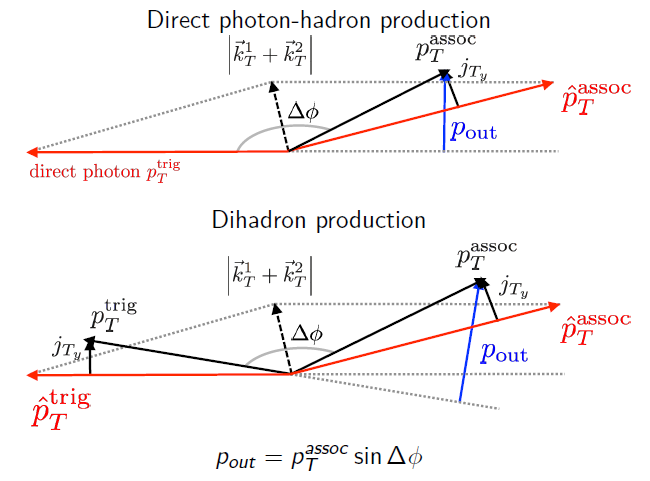 Direct photon-hadron production
|k⃗_T^1 + k⃗_T^2|
p_T^assoc
j_{T_y}
Δϕ
p̂_T^assoc
p_out
direct photon p_T^trig
Dihadron production
|k⃗_T^1 + k⃗_T^2|
p_T^assoc
j_{T_y}
p_T^trig
Δϕ
p̂_T^assoc
j_{T_y}
p_out
p̂_T^trig
p_out = p_T^assoc sin Δϕ